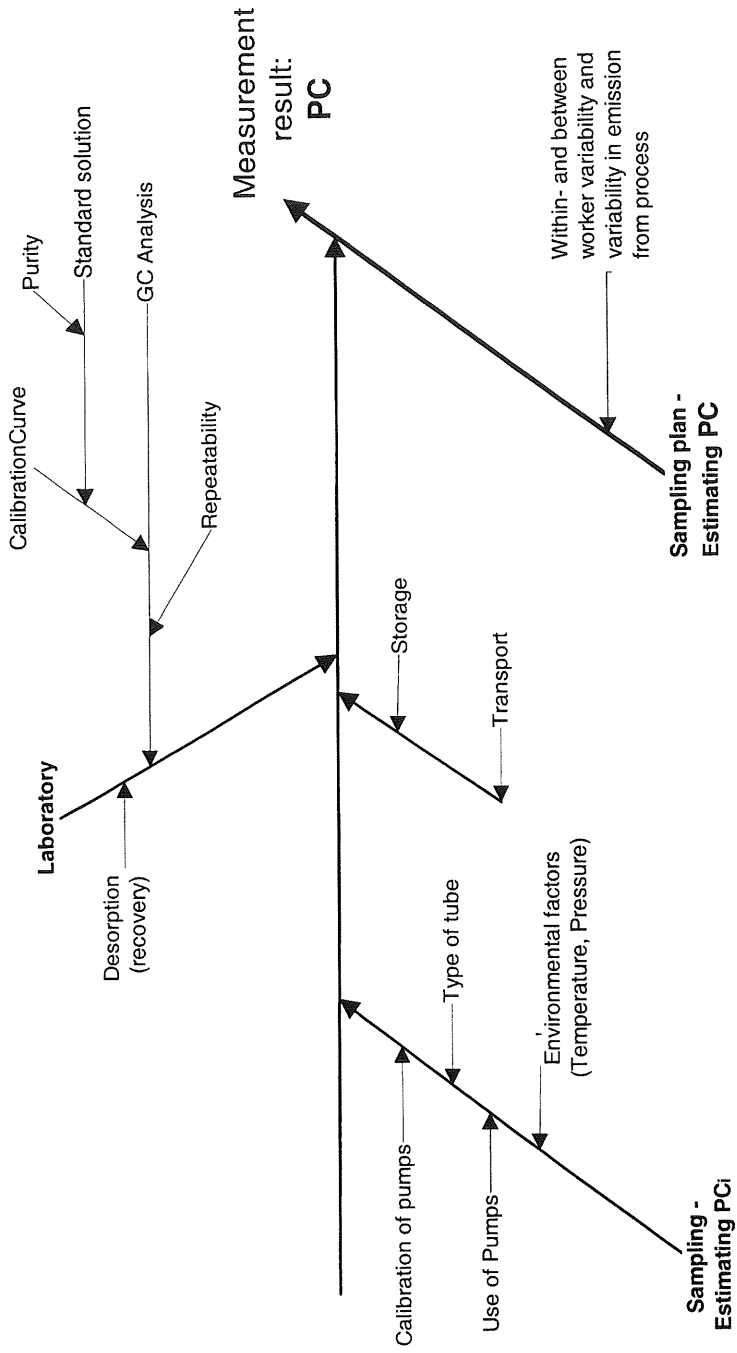 Laboratory
Desorption
(recovery)
CalibrationCurve
Purity
Standard solution
GC Analysis
Repeatability
Measurement
result:
PC
Storage
Transport
Calibration of pumps
Type of tube
Use of Pumps
Environmental factors
(Temperature, Pressure)
Sampling -
Estimating PCi
Within- and between
worker variability and
variability in emission
from process
Sampling plan -
Estimating PC